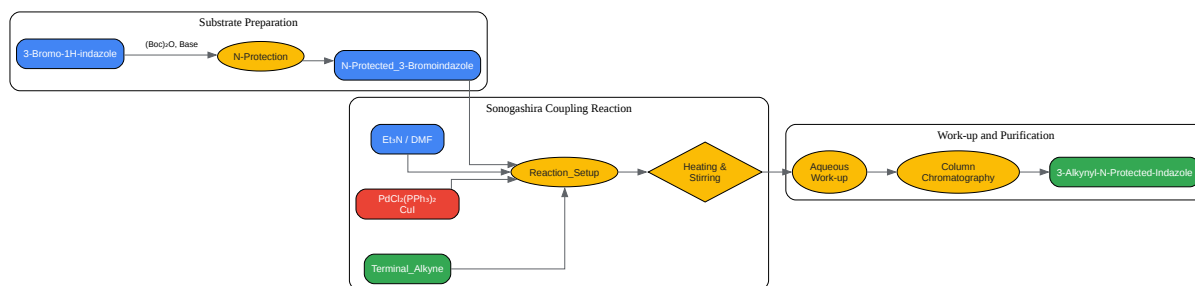 Substrate Preparation
3-Bromo-1H-indazole
(Boc)₂O, Base
N-Protection
N-Protected_3-Bromoindazole
Sonogashira Coupling Reaction
Et₃N / DMF
PdCl₂(PPh₃)₂
CuI
Terminal_Alkyne
Reaction_Setup
Heating &
Stirring
Work-up and Purification
Aqueous
Work-up
Column
Chromatography
3-Alkynyl-N-Protected-Indazole